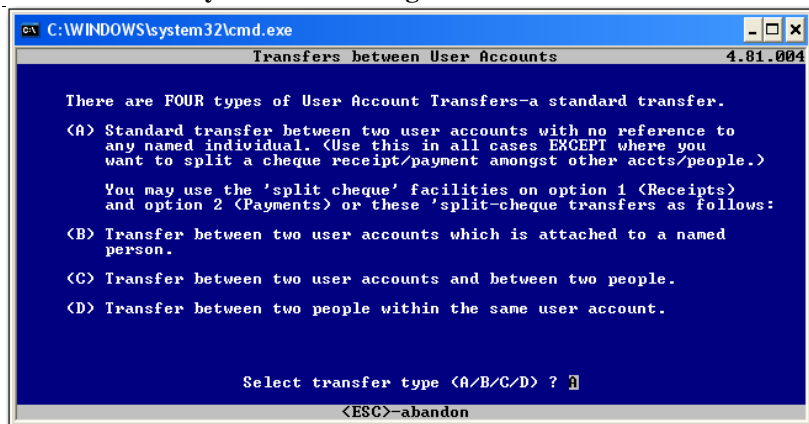 C:\WINDOWS\system32\cmd.exe
Transfers between User Accounts 4.81.004
There are FOUR types of User Account Transfers-a standard transfer.
(A) Standard transfer between two user accounts with no reference to
any named individual. (Use this in all cases EXCEPT where you
want to split a cheque receipt/payment amongst other accts/people.)
You may use the 'split cheque' facilities on option 1 (Receipts)
and option 2 (Payments) or these 'split-cheque transfers as follows:
(B) Transfer between two user accounts which is attached to a named
person.
(C) Transfer between two user accounts and between two people.
(D) Transfer between two people within the same user account.
Select transfer type (A/B/C/D) ? A
<ESC>-abandon